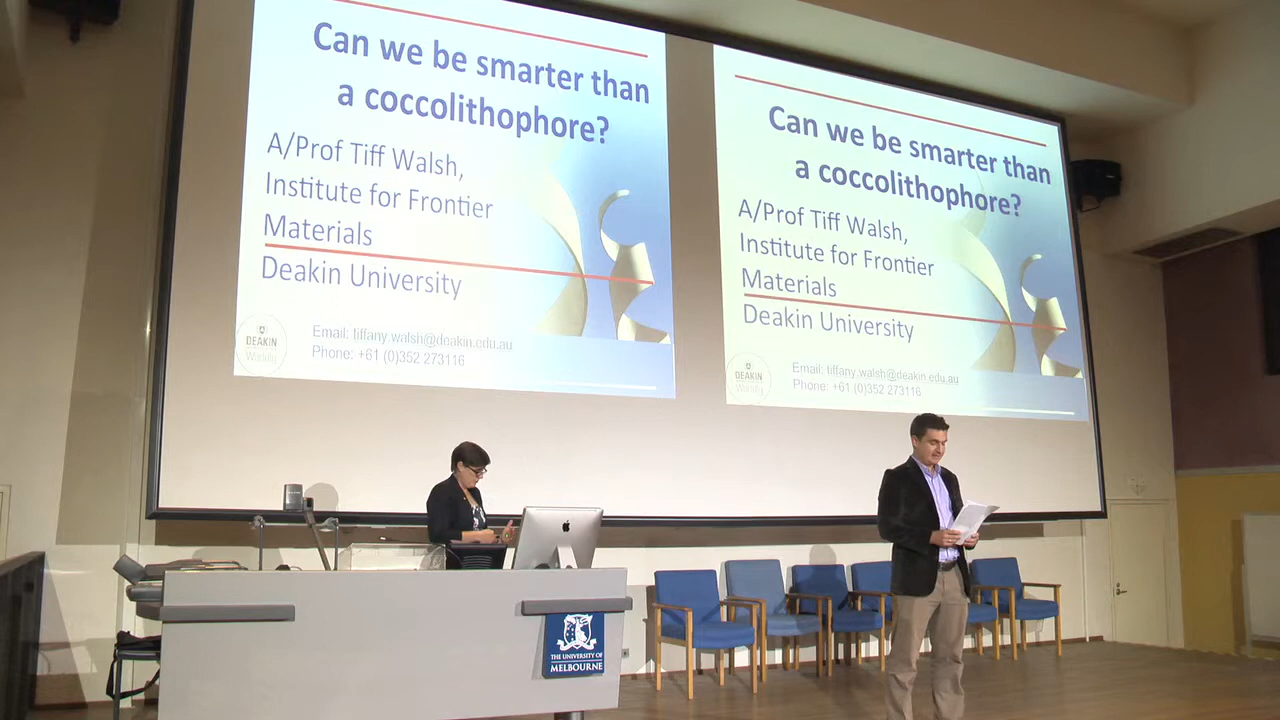 Can we be smarter than
a coccolithophore?
A/Prof Tiff Walsh,
Institute for Frontier
Materials
Deakin University
DEAKIN
Worldly
Email: tiffany.walsh@deakin.edu.au
Phone: +61 (0)352 273116
Can we be smarter than
a coccolithophore?
A/Prof Tiff Walsh,
Institute for Frontier
Materials
Deakin University
DEAKIN
Worldly
Email: tiffany.walsh@deakin.edu.au
Phone: +61 (0)352 273116
THE UNIVERSITY OF
MELBOURNE